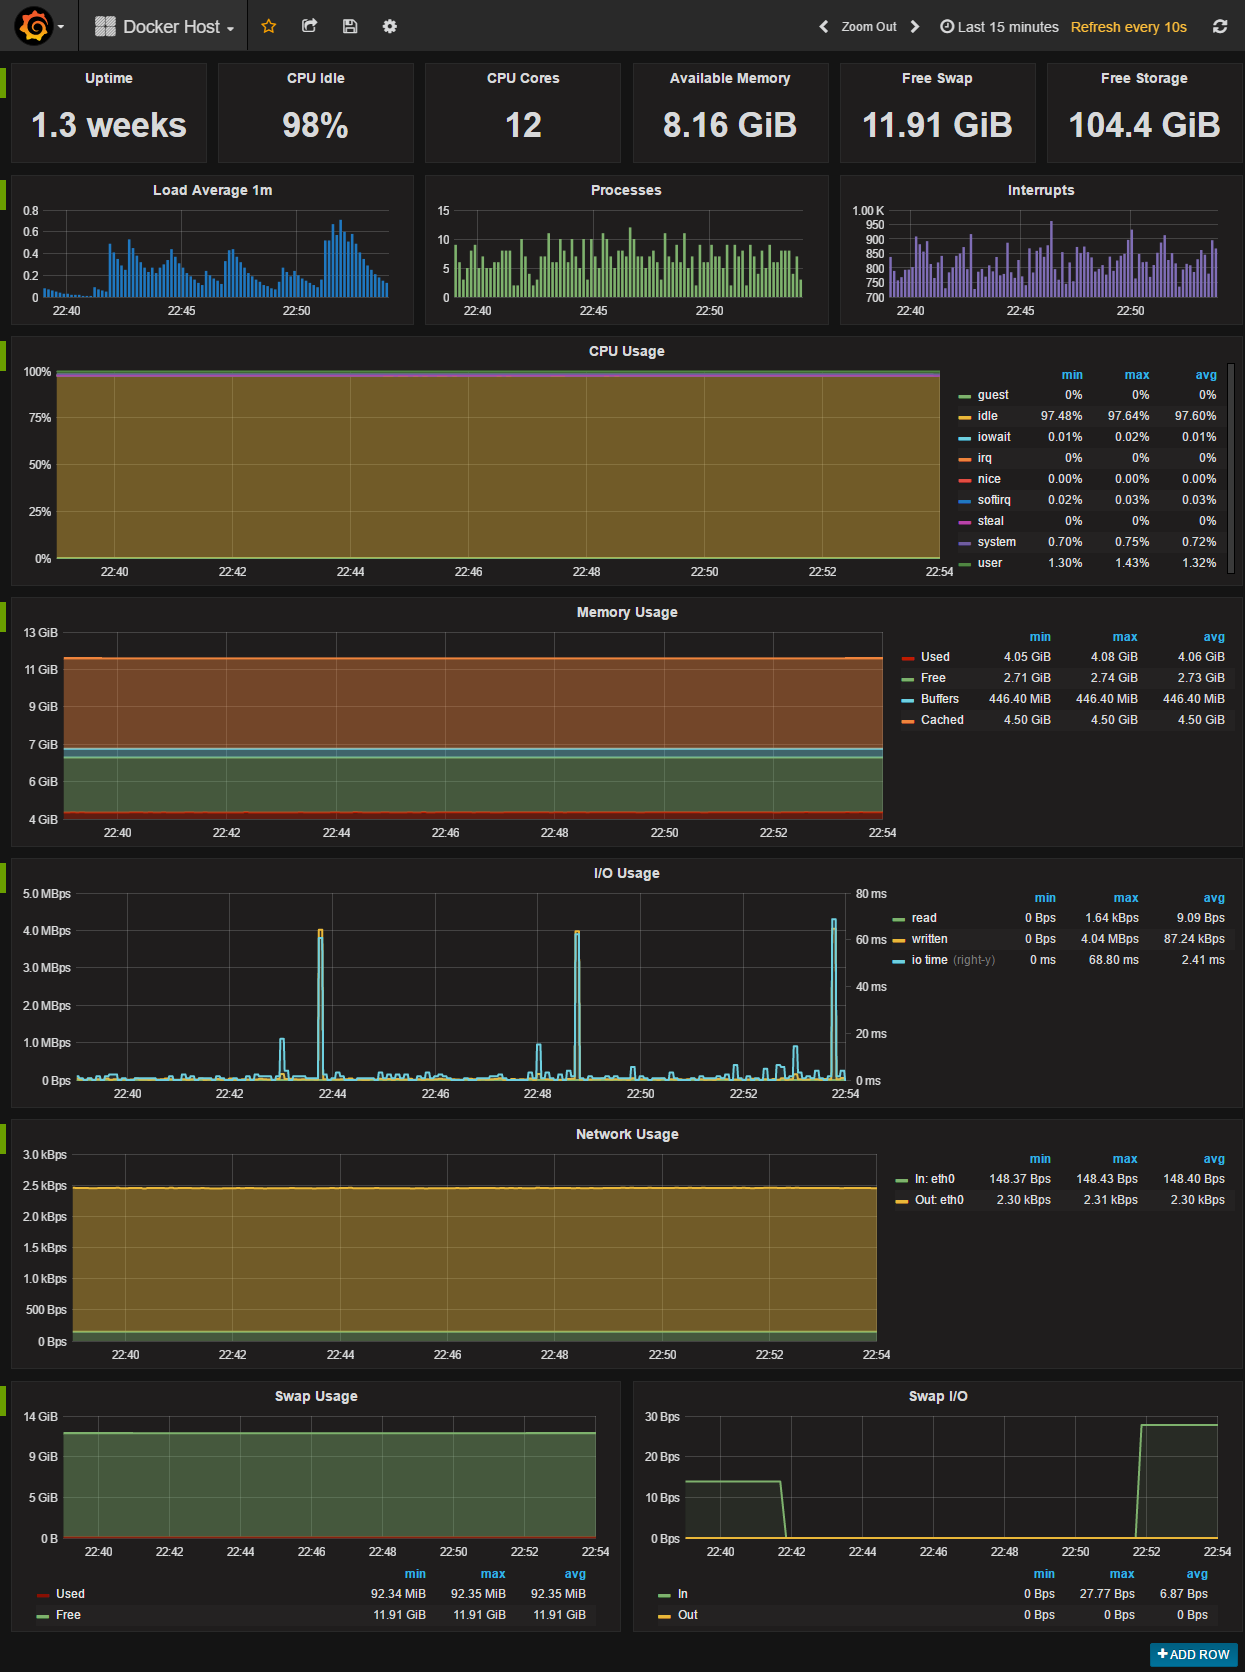 Docker Host
Zoom Out
Last 15 minutes Refresh every 10s
Uptime
1.3 weeks
CPU Idle
98%
CPU Cores
12
Available Memory
8.16 GiB
Free Swap
11.91 GiB
Free Storage
104.4 GiB
Load Average 1m
0.8
0.6
0.4
0.2
0
22:40 22:45 22:50
Processes
15
10
5
0
22:40 22:45 22:50
Interrupts
1.00 K
950
900
850
800
750
700
22:40 22:45 22:50
CPU Usage
100%
75%
50%
25%
0%
22:40 22:42 22:44 22:46 22:48 22:50 22:52 22:54
min max avg
guest 0% 0% 0%
idle 97.48% 97.64% 97.60%
iowait 0.01% 0.02% 0.01%
irq 0% 0% 0%
nice 0.00% 0.00% 0.00%
softirq 0.02% 0.03% 0.03%
steal 0% 0% 0%
system 0.70% 0.75% 0.72%
user 1.30% 1.43% 1.32%
Memory Usage
13 GiB
11 GiB
9 GiB
7 GiB
6 GiB
4 GiB
22:40 22:42 22:44 22:46 22:48 22:50 22:52 22:54
min max avg
Used 4.05 GiB 4.08 GiB 4.06 GiB
Free 2.71 GiB 2.74 GiB 2.73 GiB
Buffers 446.40 MiB 446.40 MiB 446.40 MiB
Cached 4.50 GiB 4.50 GiB 4.50 GiB
I/O Usage
5.0 MBps
4.0 MBps
3.0 MBps
2.0 MBps
1.0 MBps
0 Bps
80 ms
60 ms
40 ms
20 ms
0 ms
22:40 22:42 22:44 22:46 22:48 22:50 22:52 22:54
min max avg
read 0 Bps 1.64 kBps 9.09 Bps
written 0 Bps 4.04 MBps 87.24 kBps
io time (right-y) 0 ms 68.80 ms 2.41 ms
Network Usage
3.0 kBps
2.5 kBps
2.0 kBps
1.5 kBps
1.0 kBps
500 Bps
0 Bps
22:40 22:42 22:44 22:46 22:48 22:50 22:52 22:54
min max avg
In: eth0 148.37 Bps 148.43 Bps 148.40 Bps
Out: eth0 2.30 kBps 2.31 kBps 2.30 kBps
Swap Usage
14 GiB
9 GiB
5 GiB
0 B
22:40 22:42 22:44 22:46 22:48 22:50 22:52 22:54
min max avg
Used 92.34 MiB 92.35 MiB 92.35 MiB
Free 11.91 GiB 11.91 GiB 11.91 GiB
Swap I/O
30 Bps
20 Bps
10 Bps
0 Bps
22:40 22:42 22:44 22:46 22:48 22:50 22:52 22:54
min max avg
In 0 Bps 27.77 Bps 6.87 Bps
Out 0 Bps 0 Bps 0 Bps
+ADD ROW